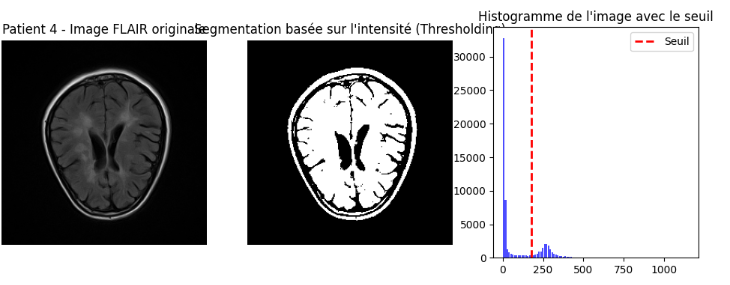 Patient 4 - Image FLAIR originale
Segmentation basée sur l'intensité (Thresholding)
Histogramme de l'image avec le seuil
Seuil
30000
25000
20000
15000
10000
5000
0
0 250 500 750 1000